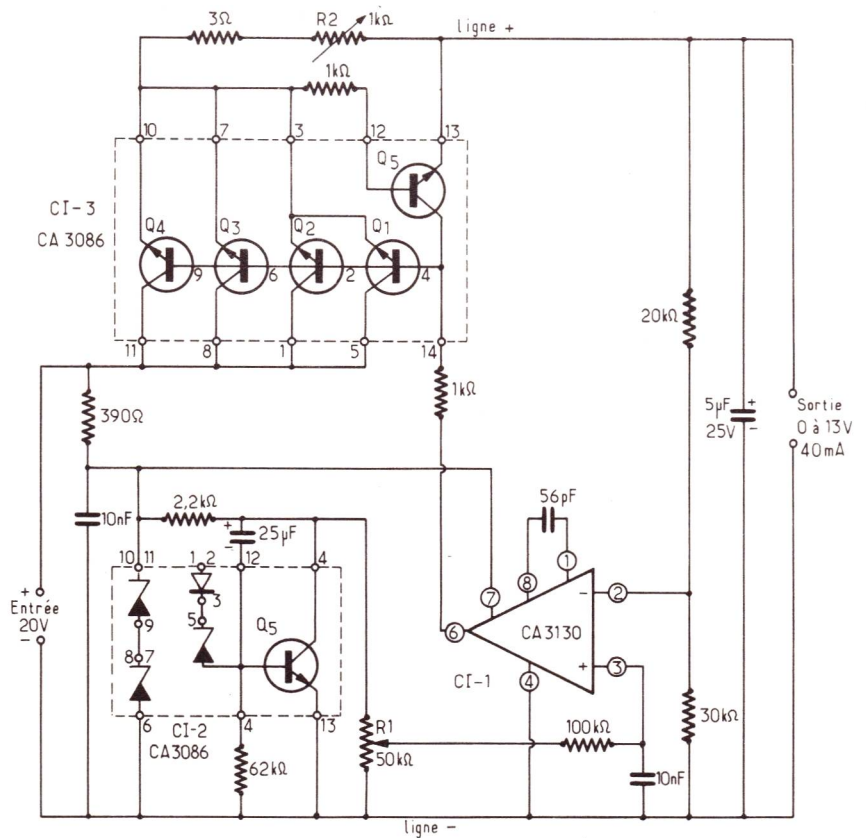 3Ω
R2
1kΩ
ligne +
1kΩ
10
7
3
12
13
Q5
CI-3
CA 3086
Q4
Q3
Q2
Q1
9
6
2
4
11
8
1
5
14
20kΩ
390Ω
1kΩ
5µF
25V
+
-
Sortie
0 à 13V
40mA
10nF
2,2kΩ
+
-
25µF
56pF
10
11
1
2
12
4
8
1
7
-
2
+
Entrée
20V
-
9
3
5
8
7
Q5
6
CA3130
+
3
4
CI-1
6
4
13
CI-2
CA3086
62kΩ
R1
50kΩ
100kΩ
30kΩ
10nF
ligne -